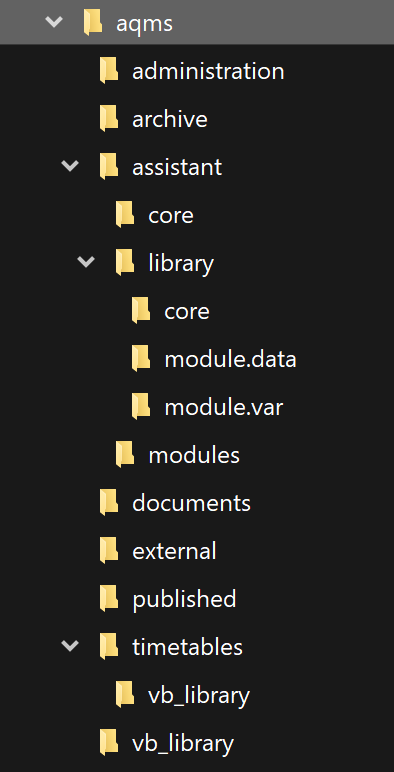 aqms
administration
archive
assistant
core
library
core
module.data
module.var
modules
documents
external
published
timetables
vb_library
vb_library